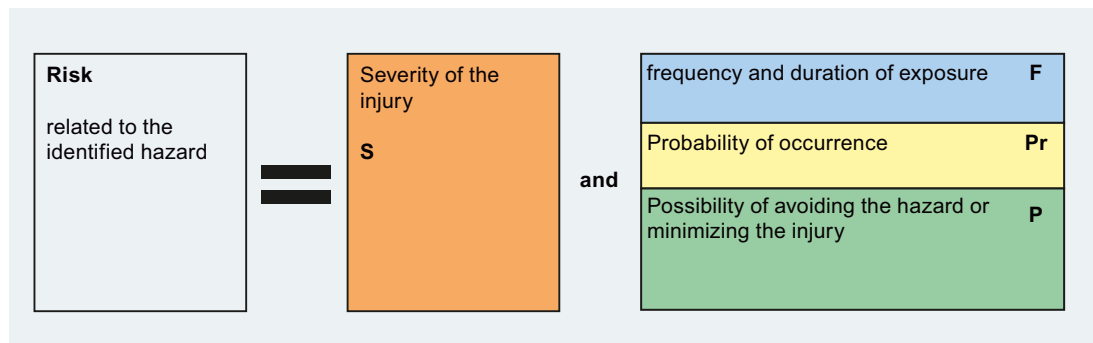 Risk
related to the
identified hazard
Severity of the
injury
S
and
frequency and duration of exposure F
Probability of occurrence Pr
Possibility of avoiding the hazard or
minimizing the injury
P